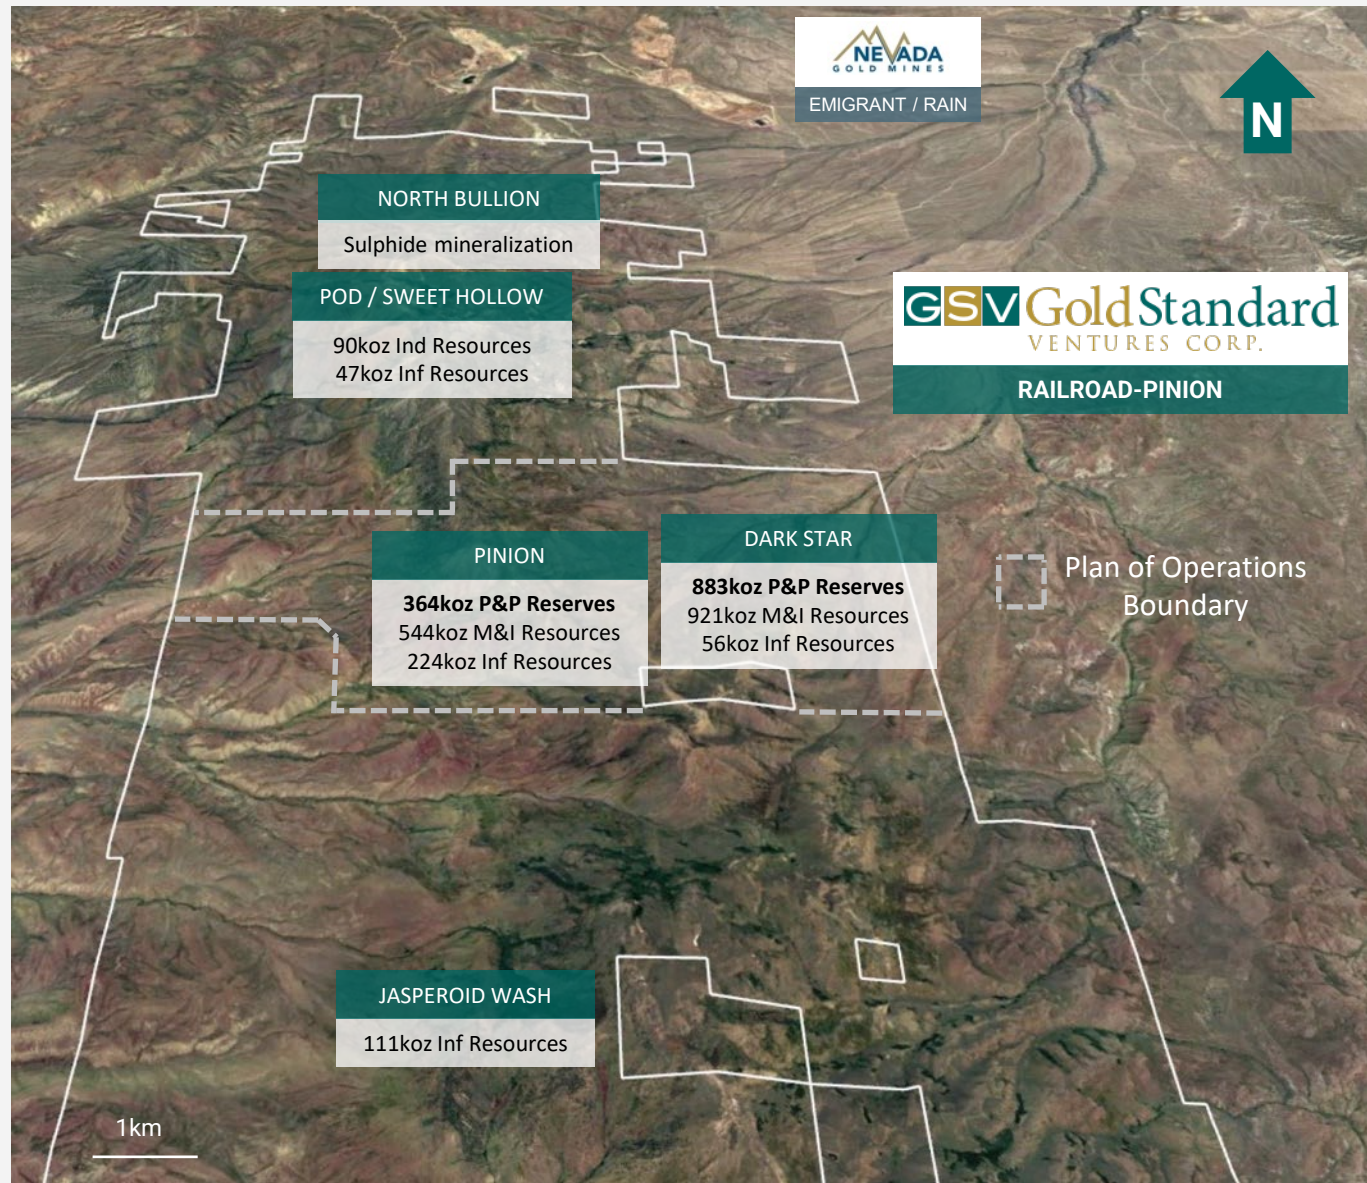 NEVADA
GOLD MINES
EMIGRANT / RAIN
N
NORTH BULLION
Sulphide mineralization
POD / SWEET HOLLOW
90koz Ind Resources
47koz Inf Resources
GSV Gold Standard
VENTURES CORP.
RAILROAD-PINION
PINION
364koz P&P Reserves
544koz M&I Resources
224koz Inf Resources
DARK STAR
883koz P&P Reserves
921koz M&I Resources
56koz Inf Resources
Plan of Operations
Boundary
JASPEROID WASH
111koz Inf Resources
1km